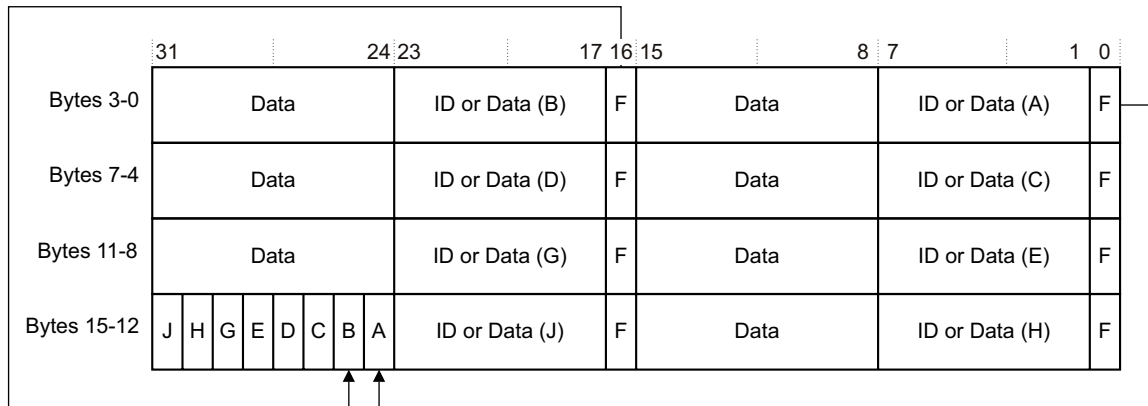 31 24 23 17 16 15 8 7 1 0
Bytes 3-0 Data ID or Data (B) F Data ID or Data (A) F
Bytes 7-4 Data ID or Data (D) F Data ID or Data (C) F
Bytes 11-8 Data ID or Data (G) F Data ID or Data (E) F
Bytes 15-12 J H G E D C B A ID or Data (J) F Data ID or Data (H) F